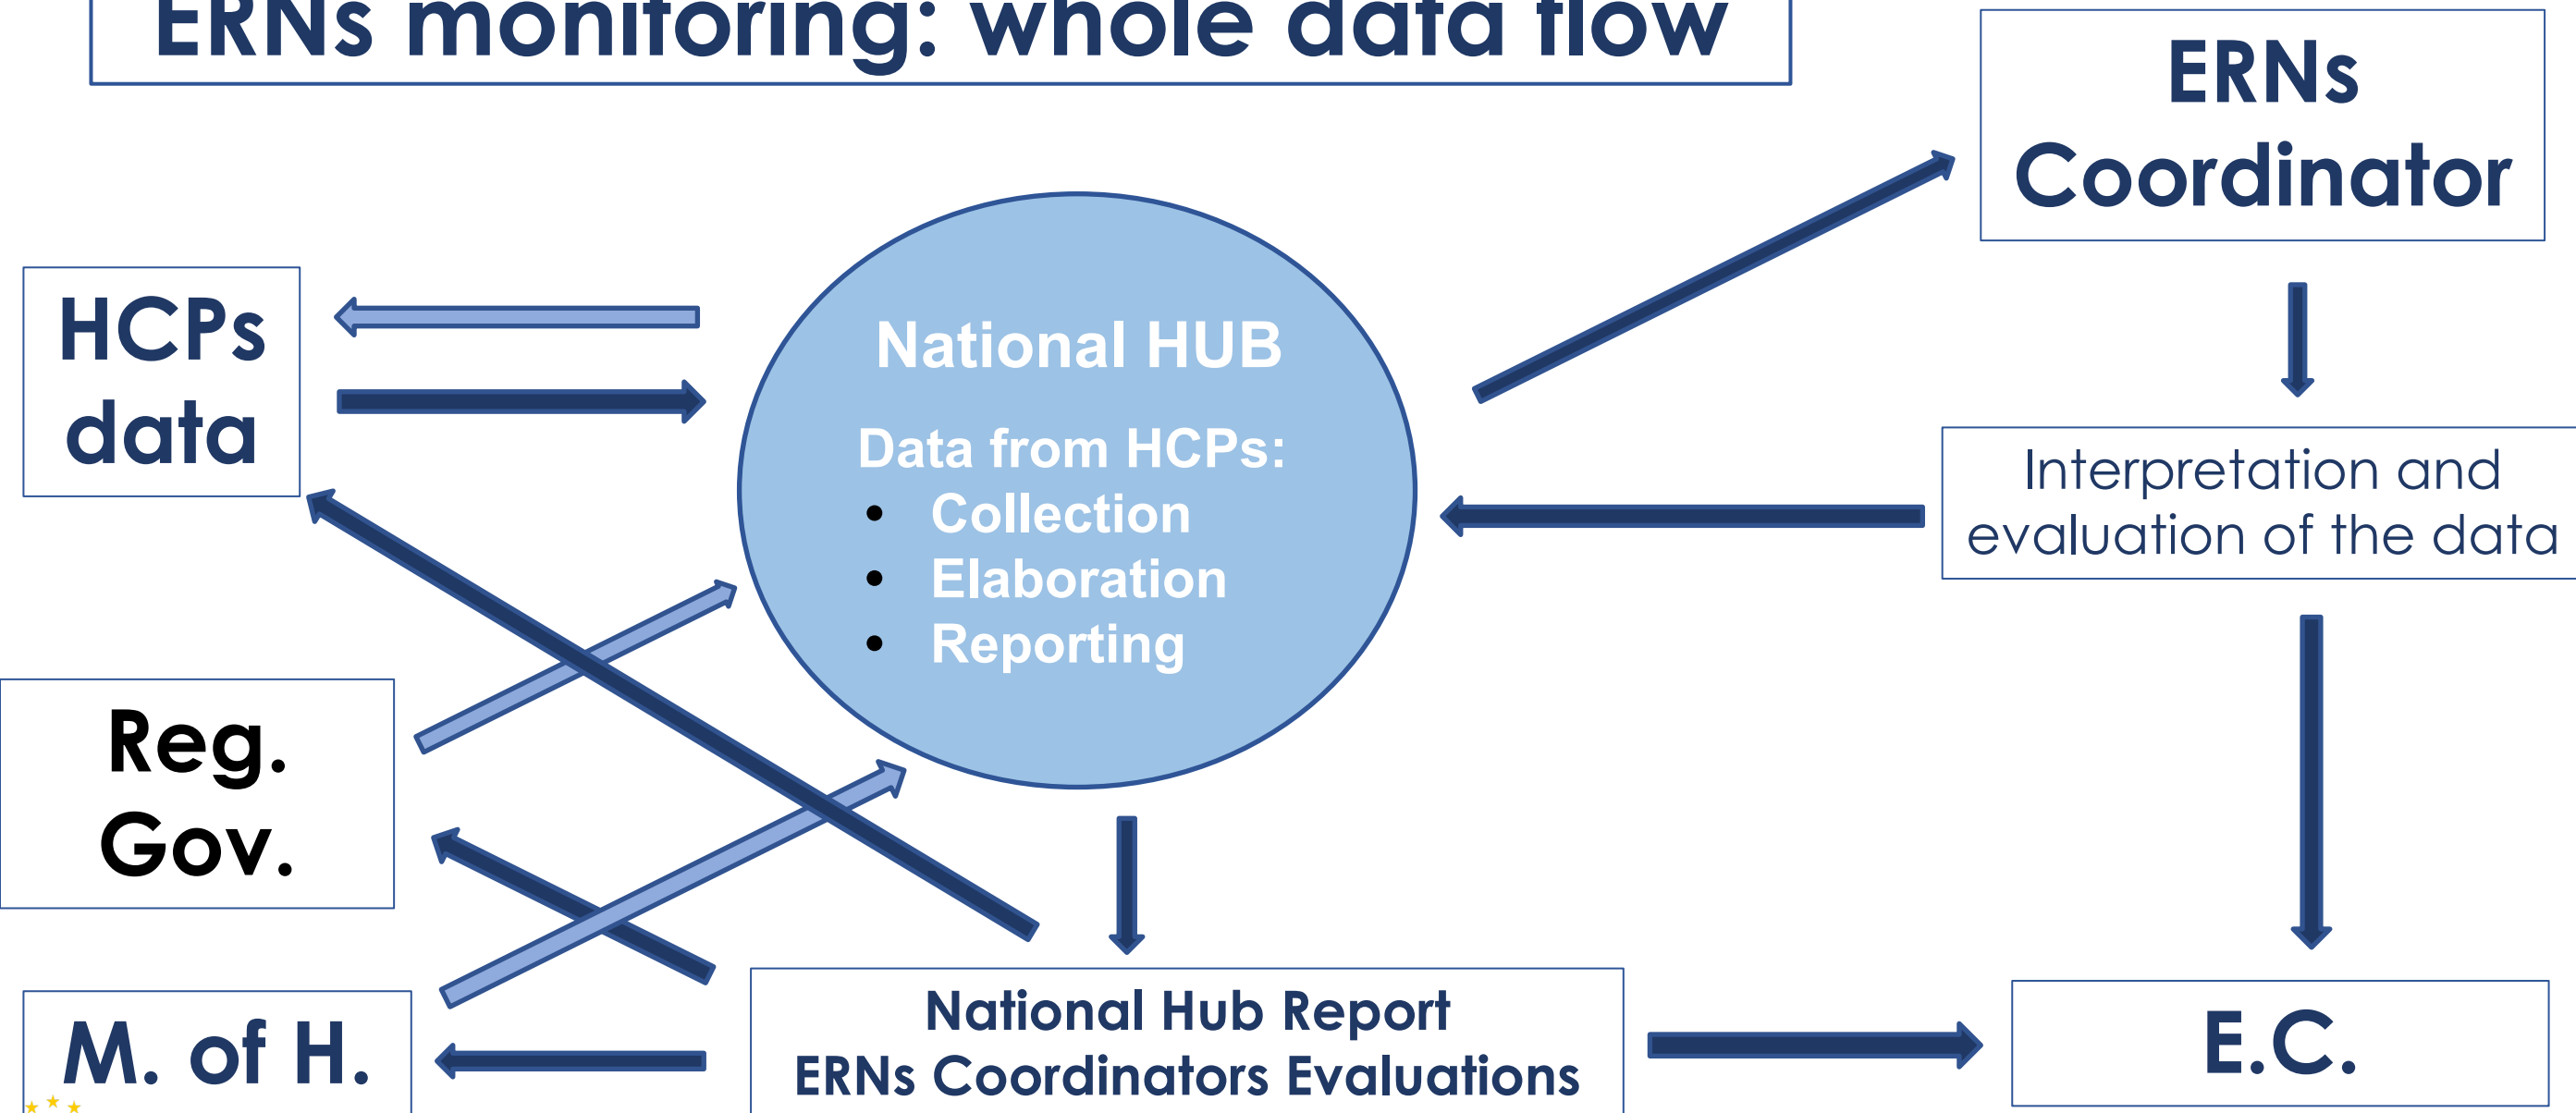 ERNs monitoring: whole data flow
ERNs
Coordinator
HCPs
data
National HUB
Data from HCPs:
• Collection
• Elaboration
• Reporting
Interpretation and
evaluation of the data
Reg.
Gov.
M. of H.
National Hub Report
ERNs Coordinators Evaluations
E.C.